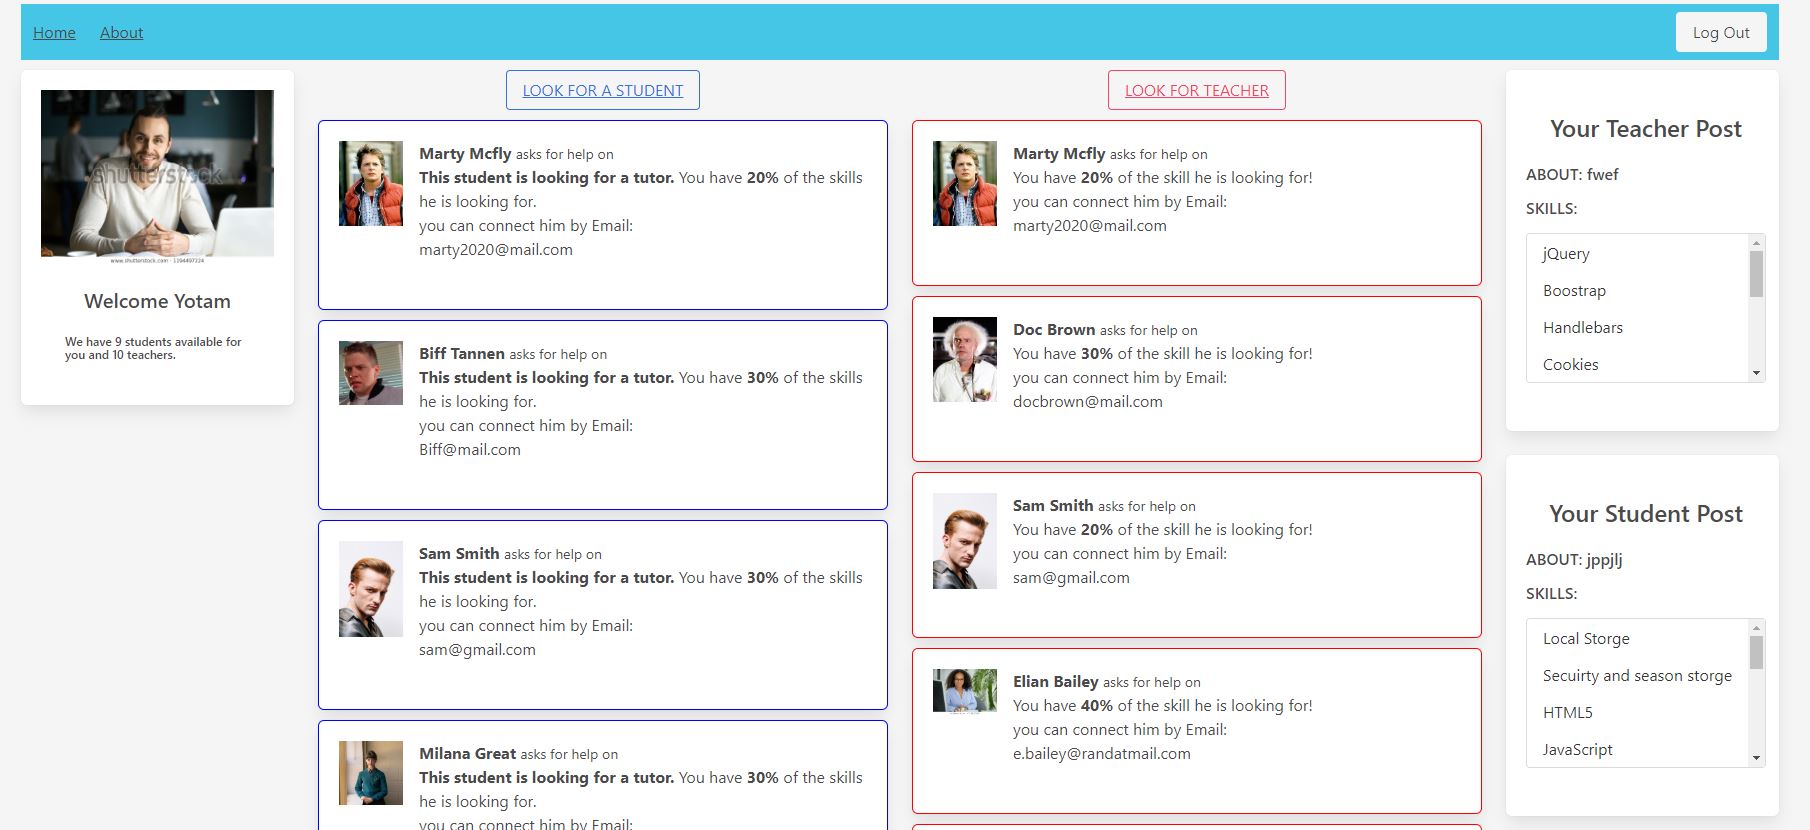 Home
About
Log Out
shutterstock
www.shutterstock.com · 1194497224
Welcome Yotam
We have 9 students available for
you and 10 teachers.
LOOK FOR A STUDENT
Marty Mcfly asks for help on
This student is looking for a tutor. You have 20% of the skills
he is looking for.
you can connect him by Email:
marty2020@mail.com
Biff Tannen asks for help on
This student is looking for a tutor. You have 30% of the skills
he is looking for.
you can connect him by Email:
Biff@mail.com
Sam Smith asks for help on
This student is looking for a tutor. You have 30% of the skills
he is looking for.
you can connect him by Email:
sam@gmail.com
Milana Great asks for help on
This student is looking for a tutor. You have 30% of the skills
he is looking for.
you can connect him by Email:
LOOK FOR TEACHER
Marty Mcfly asks for help on
You have 20% of the skill he is looking for!
you can connect him by Email:
marty2020@mail.com
Doc Brown asks for help on
You have 30% of the skill he is looking for!
you can connect him by Email:
docbrown@mail.com
Sam Smith asks for help on
You have 20% of the skill he is looking for!
you can connect him by Email:
sam@gmail.com
Elian Bailey asks for help on
You have 40% of the skill he is looking for!
you can connect him by Email:
e.bailey@randatmail.com
Your Teacher Post
ABOUT: fwef
SKILLS:
jQuery
Boostrap
Handlebars
Cookies
Your Student Post
ABOUT: jppjlj
SKILLS:
Local Storge
Secuirty and season storge
HTML5
JavaScript